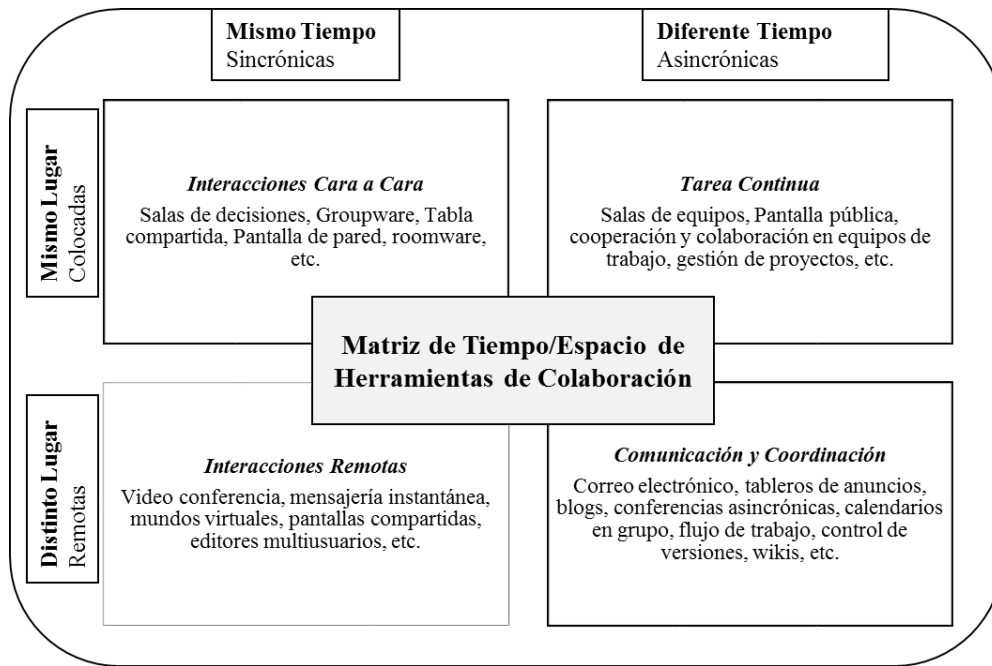 Mismo Tiempo
Sincrónicas
Diferente Tiempo
Asincrónicas
Mismo Lugar
Colocadas
Interacciones Cara a Cara
Salas de decisiones, Groupware, Tabla
compartida, Pantalla de pared, roomware,
etc.
Tarea Continua
Salas de equipos, Pantalla pública,
cooperación y colaboración en equipos de
trabajo, gestión de proyectos, etc.
Matriz de Tiempo/Espacio de
Herramientas de Colaboración
Distinto Lugar
Remotas
Interacciones Remotas
Video conferencia, mensajería instantánea,
mundos virtuales, pantallas compartidas,
editores multiusuarios, etc.
Comunicación y Coordinación
Correo electrónico, tableros de anuncios,
blogs, conferencias asincrónicas, calendarios
en grupo, flujo de trabajo, control de
versiones, wikis, etc.